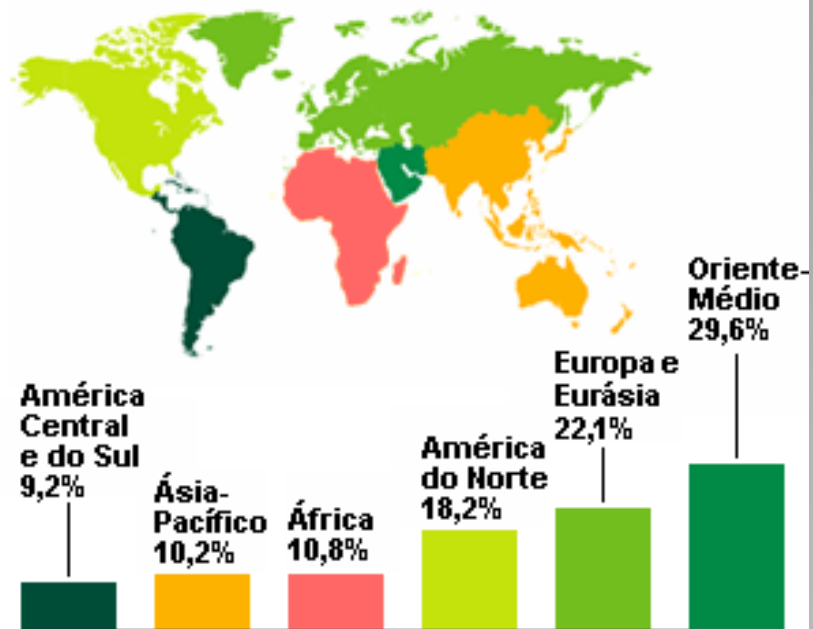 América
Central
e do Sul
9,2%
Ásia-
Pacífico
10,2%
África
10,8%
América
do Norte
18,2%
Europa e
Eurásia
22,1%
Oriente-
Médio
29,6%